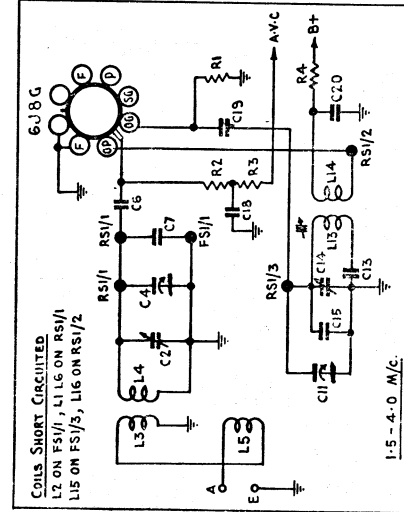 COILS SHORT CIRCUITED
L2 ON FS1/1, L1 L6 ON RS1/1
L15 ON FS1/3, L16 ON RS1/2
6J8G
F
P
SG
OG
OP
F
R1
A.V.C
B+
R4
C20
C19
C6
R2
R3
C18
RS1/2
RS1/1
RS1/1
C7
FS1/1
C4
C2
L4
L3
L5
A
E
RS1/3
L14
L13
C14
C13
C15
C11
1·5 - 4·0 M/c.